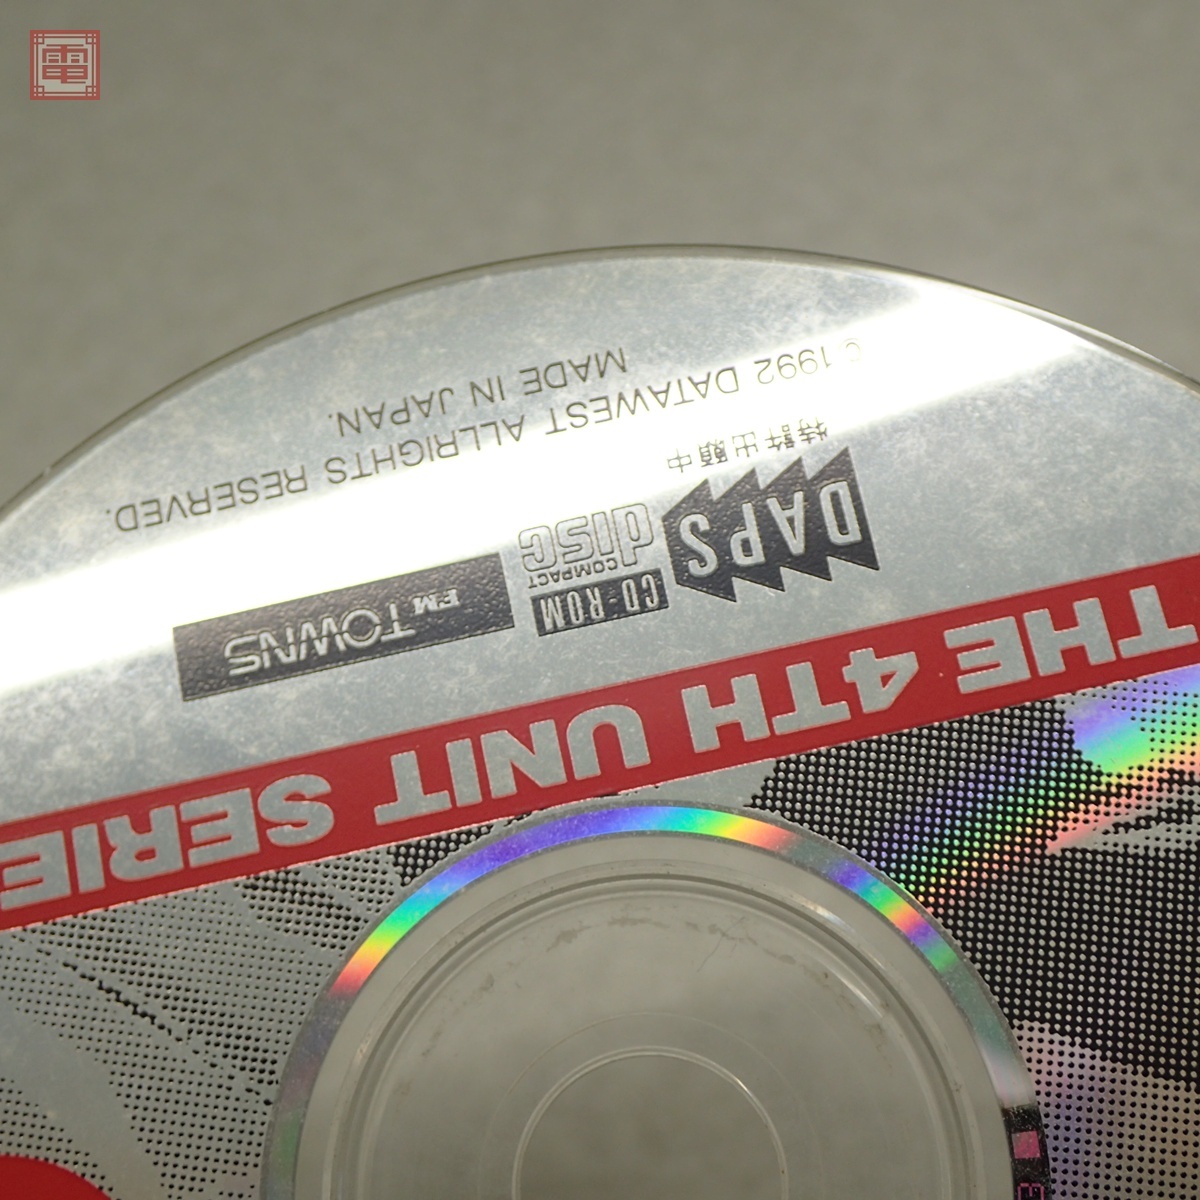 電
THE 4TH UNIT SERIE
DAPS
特許出願中
CD-ROM
COMPACT
disc
FM TOWNS
©1992 DATAWEST ALLRIGHTS RESERVED.
MADE IN JAPAN.